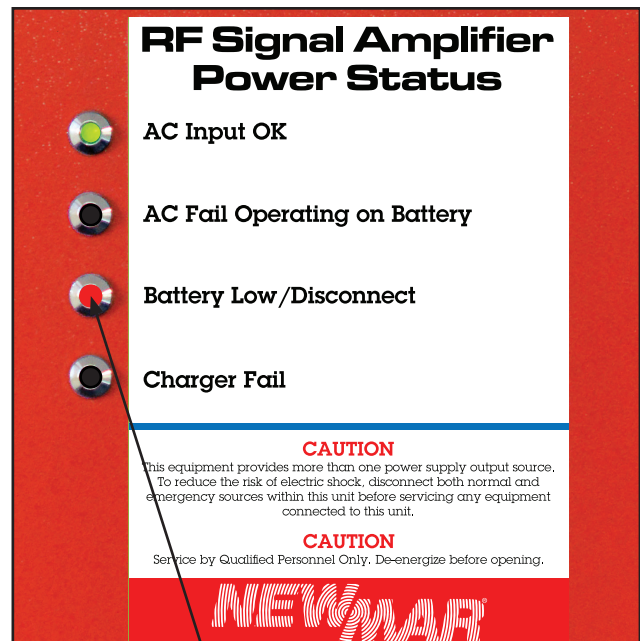 RF Signal Amplifier
Power Status
AC Input OK
AC Fail Operating on Battery
Battery Low/Disconnect
Charger Fail
CAUTION
This equipment provides more than one power supply output source.
To reduce the risk of electric shock, disconnect both normal and
emergency sources within this unit before servicing any equipment
connected to this unit.
CAUTION
Service by Qualified Personnel Only. De-energize before opening.
NEWMAR®